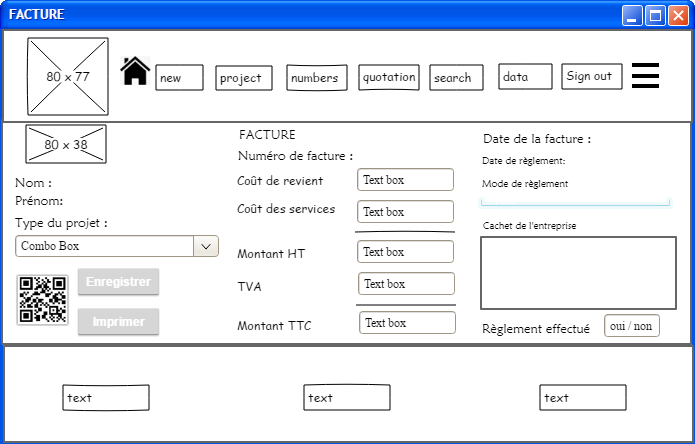 FACTURE
80 x 77
new
project
numbers
quotation
search
data
Sign out
80 x 38
Nom :
Prénom:
Type du projet :
Combo Box
Enregistrer
Imprimer
FACTURE
Numéro de facture :
Coût de revient
Text box
Coût des services
Text box
Montant HT
Text box
TVA
Text box
Montant TTC
Text box
Date de la facture :
Date de règlement:
Mode de règlement
Cachet de l'entreprise
Règlement effectué
oui / non
text
text
text